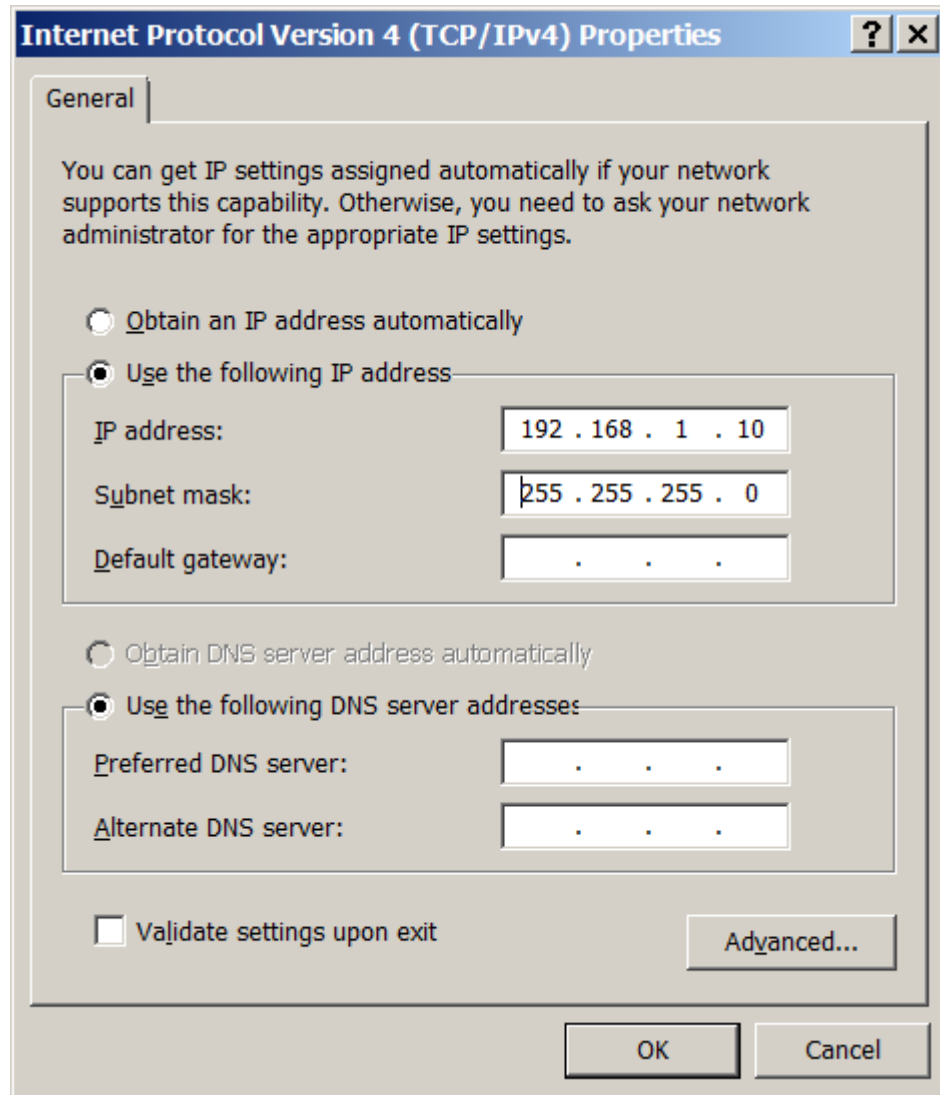 Internet Protocol Version 4 (TCP/IPv4) Properties
General
You can get IP settings assigned automatically if your network
supports this capability. Otherwise, you need to ask your network
administrator for the appropriate IP settings.
Obtain an IP address automatically
Use the following IP address
IP address: 192 . 168 . 1 . 10
Subnet mask: 255 . 255 . 255 . 0
Default gateway: . . .
Obtain DNS server address automatically
Use the following DNS server addresses
Preferred DNS server: . . .
Alternate DNS server: . . .
Validate settings upon exit
Advanced...
OK Cancel